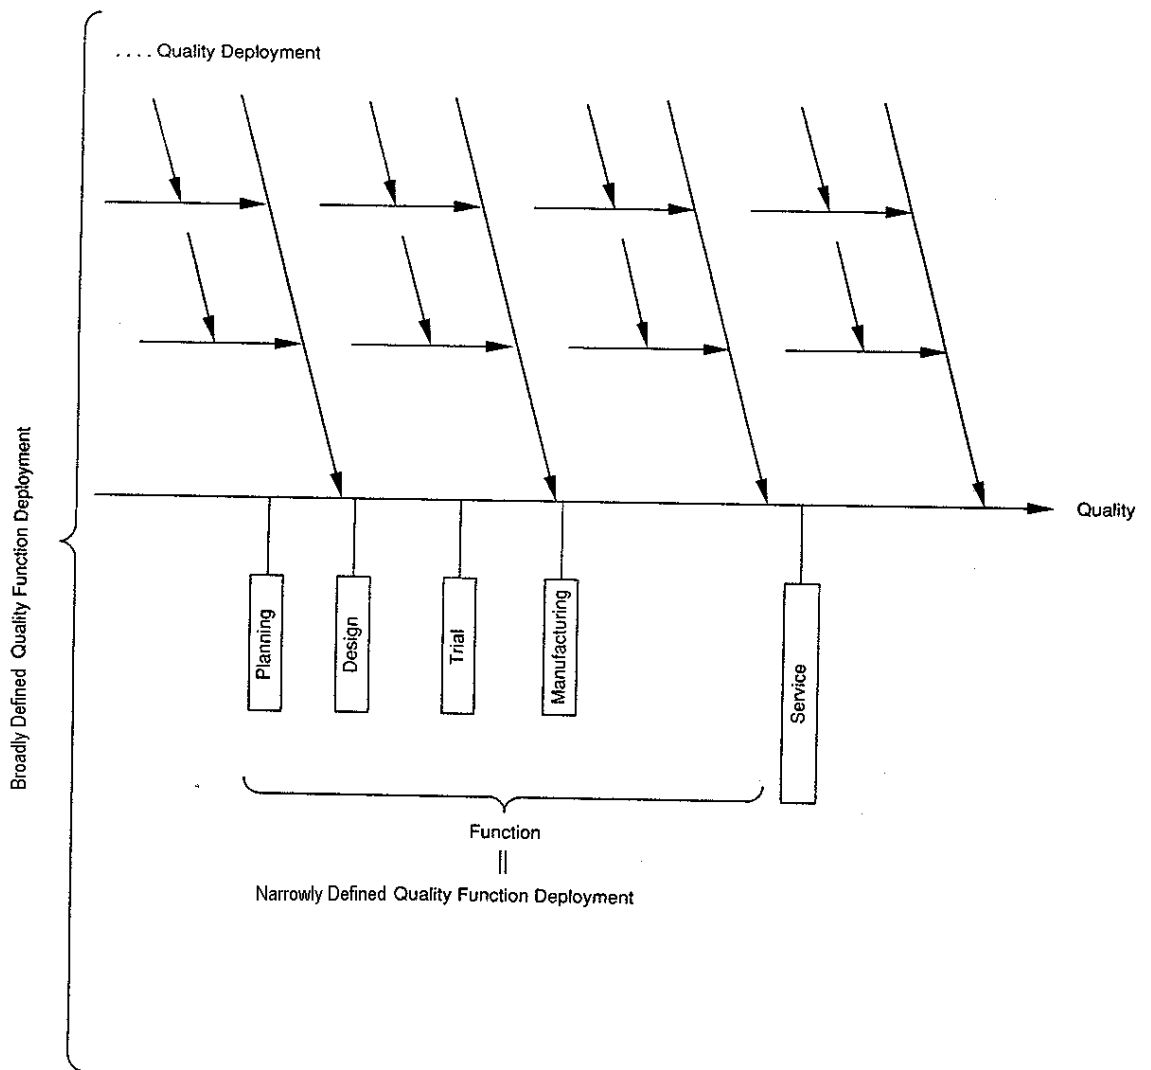 .... Quality Deployment
Broadly Defined Quality Function Deployment
Quality
Planning
Design
Trial
Manufacturing
Service
Function
||
Narrowly Defined Quality Function Deployment